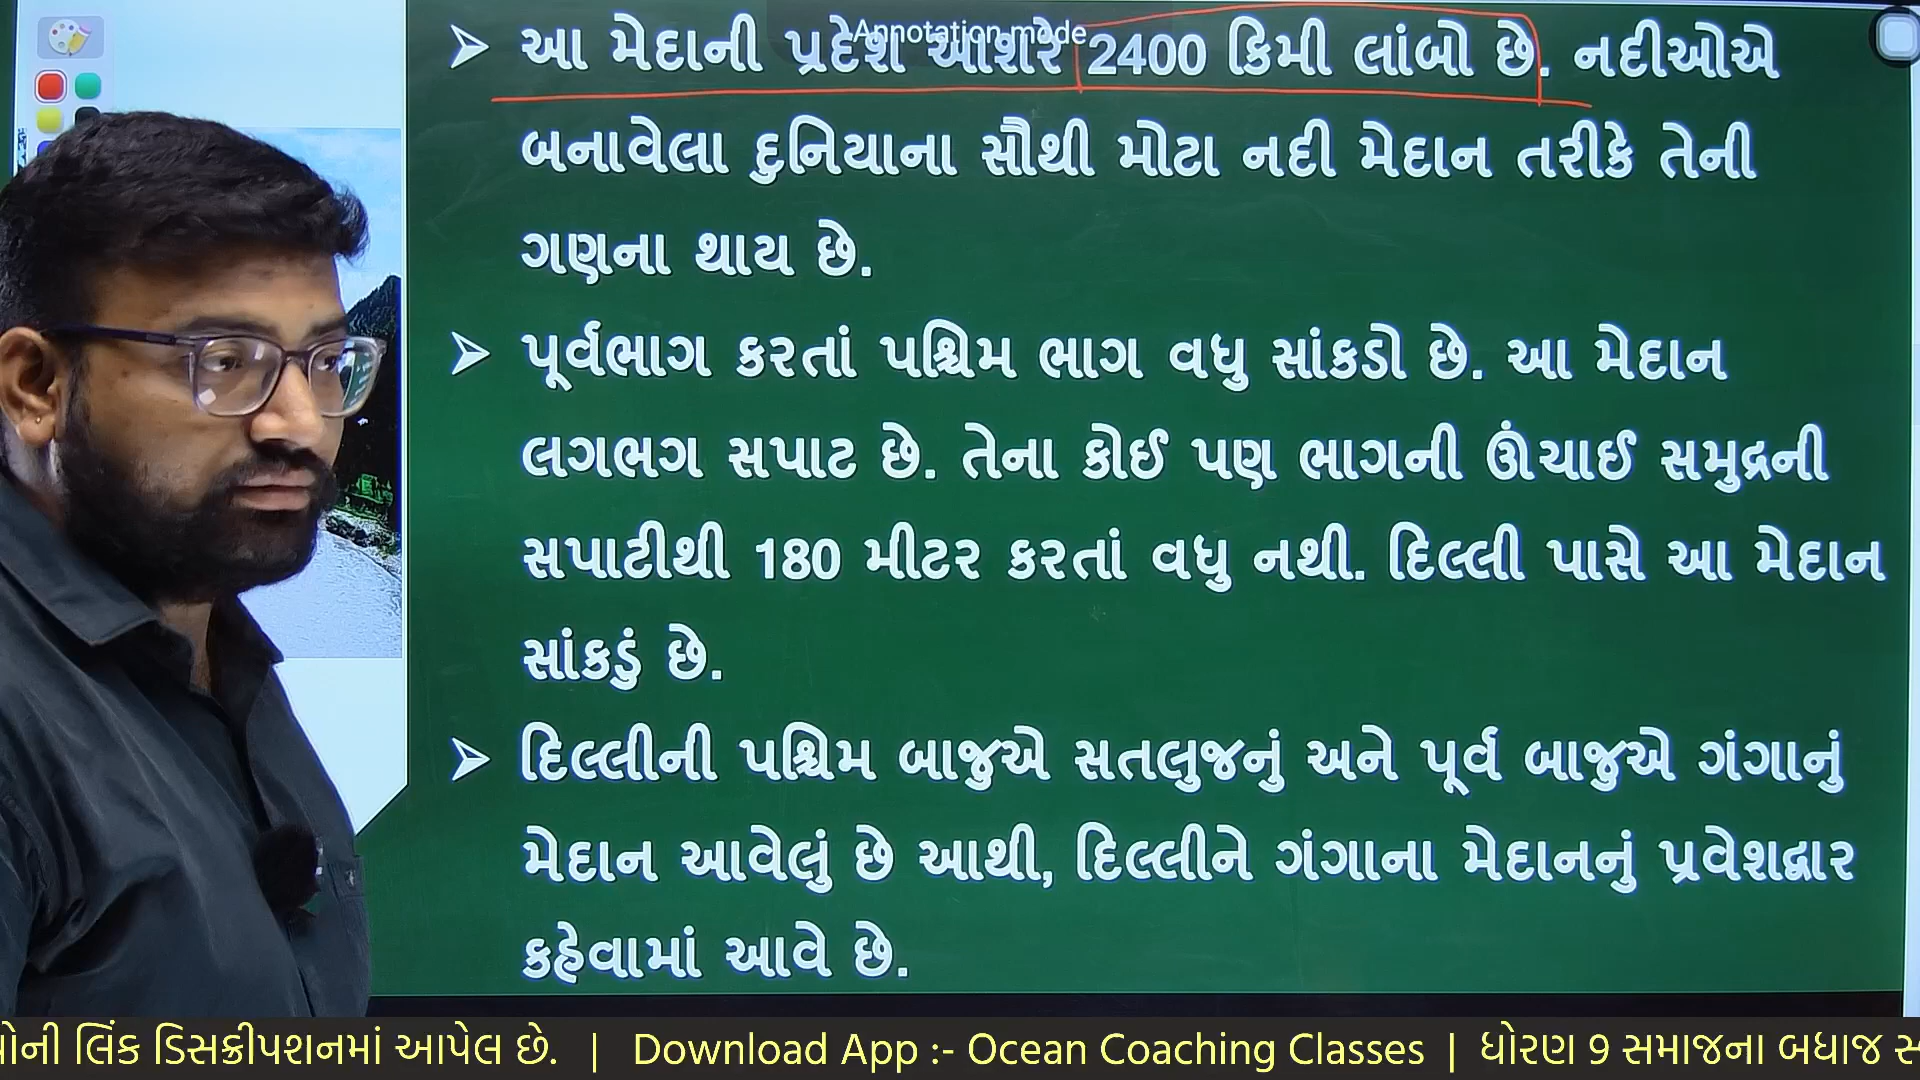 Annotation mode
➢ આ મેદાની પ્રદેશ આશરે 2400 કિમી લાંબો છે. નદીઓએ
બનાવેલા દુનિયાના સૌથી મોટા નદી મેદાન તરીકે તેની
ગણના થાય છે.
➢ પૂર્વભાગ કરતાં પશ્ચિમ ભાગ વધુ સાંકડો છે. આ મેદાન
લગભગ સપાટ છે. તેના કોઈ પણ ભાગની ઊંચાઈ સમુદ્રની
સપાટીથી 180 મીટર કરતાં વધુ નથી. દિલ્લી પાસે આ મેદાન
સાંકડું છે.
➢ દિલ્લીની પશ્ચિમ બાજુએ સતલુજનું અને પૂર્વ બાજુએ ગંગાનું
મેદાન આવેલું છે આથી, દિલ્લીને ગંગાના મેદાનનું પ્રવેશદ્વાર
કહેવામાં આવે છે.
લિંક ડિસક્રીપશનમાં આપેલ છે. | Download App :- Ocean Coaching Classes | ધોરણ 9 સમાજના બધાજ